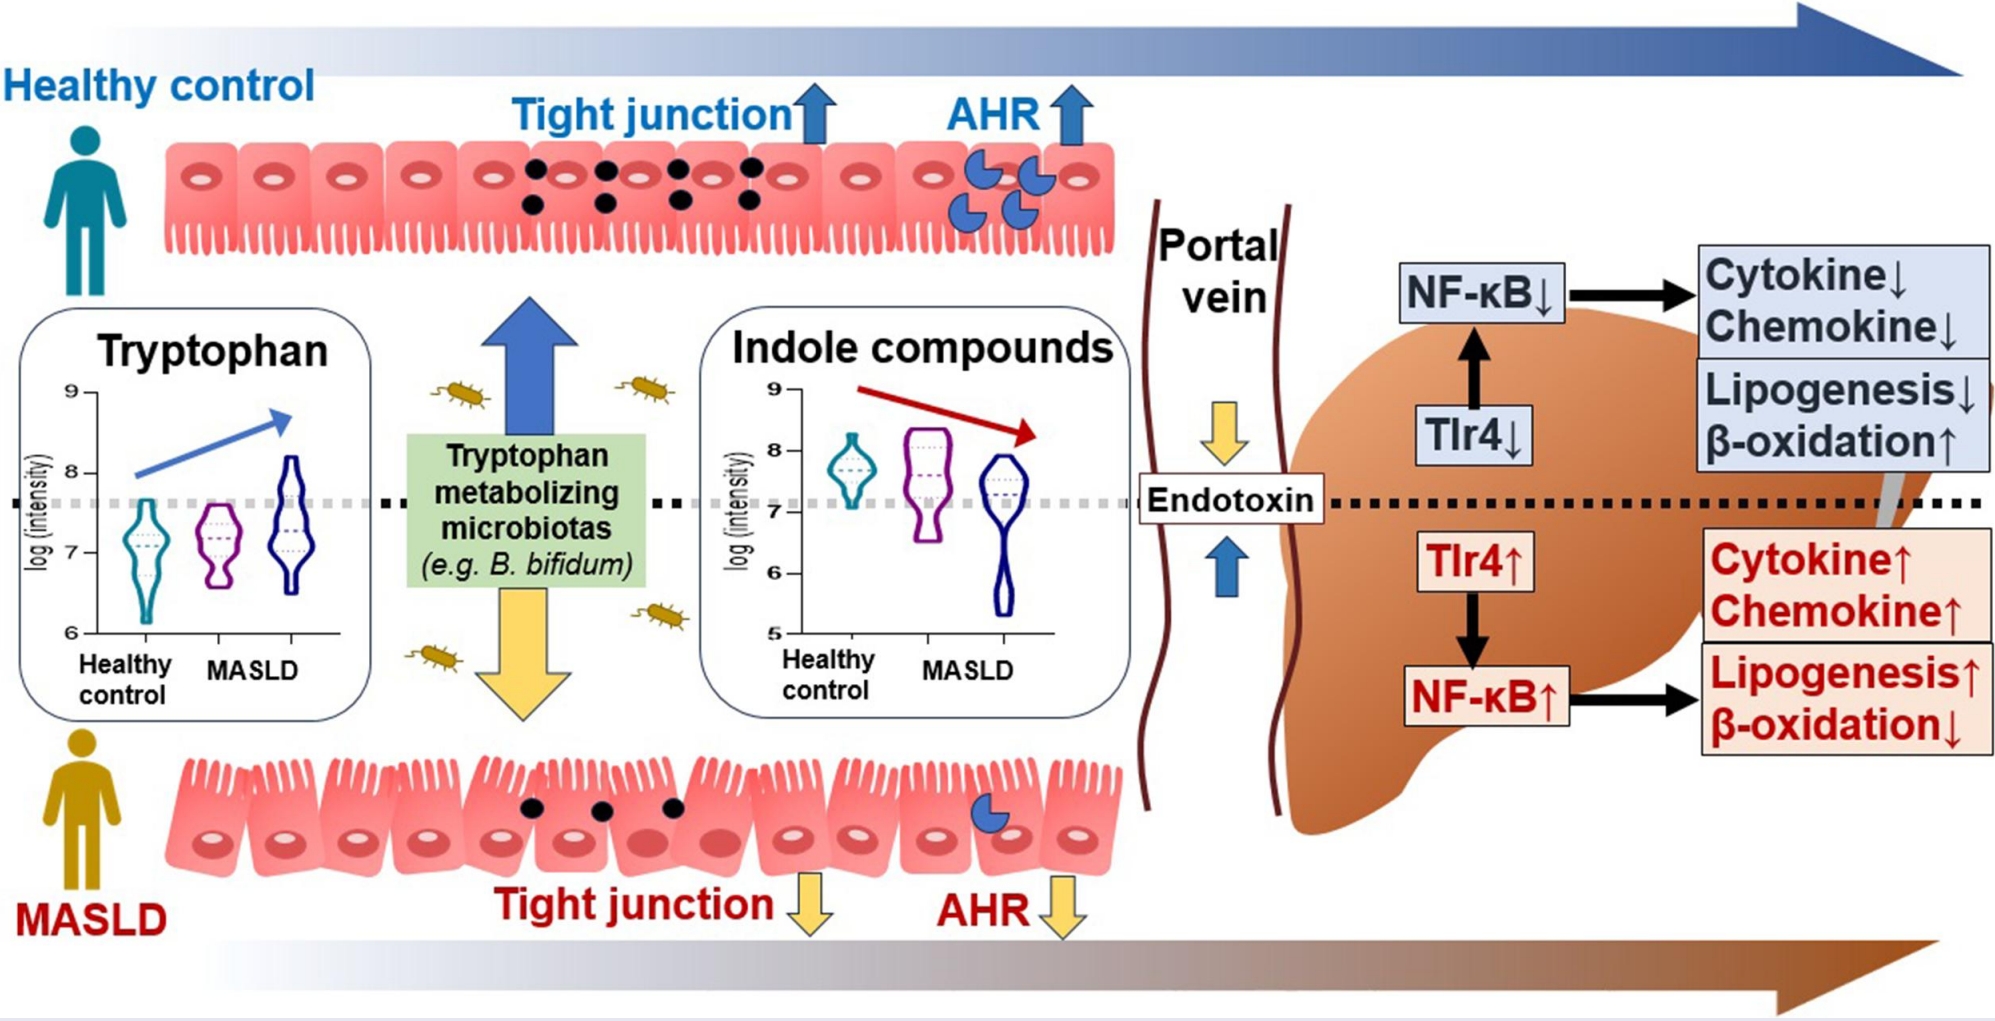 Healthy control
Tight junction
AHR
Tryptophan
9
8
7
6
log (intensity)
Healthy
control
MASLD
Tryptophan
metabolizing
microbiotas
(e.g. B. bifidum)
Indole compounds
9
8
7
6
5
log (intensity)
Healthy
control
MASLD
Portal
vein
Endotoxin
NF-κB↓
Tlr4↓
Cytokine↓
Chemokine↓
Lipogenesis↓
β-oxidation↑
Tlr4↑
NF-κB↑
Cytokine↑
Chemokine↑
Lipogenesis↑
β-oxidation↓
MASLD
Tight junction
AHR